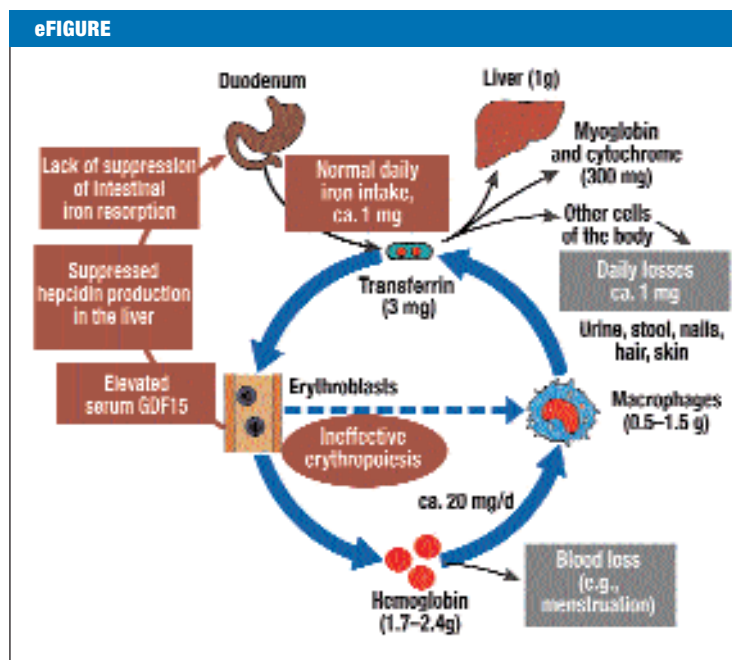 eFIGURE
Duodenum
Liver (1g)
Myoglobin
and cytochrome
(300 mg)
Lack of suppression
of intestinal
iron resorption
Normal daily
iron intake,
ca. 1 mg
Other cells
of the body
Transferrin
(3 mg)
Daily losses
ca. 1 mg
Urine, stool, nails,
hair, skin
Suppressed
hepcidin production
in the liver
Elevated
serum GDF15
Erythroblasts
Macrophages
(0.5–1.5 g)
Ineffective
erythropoiesis
ca. 20 mg/d
Hemoglobin
(1.7–2.4g)
Blood loss
(e.g.,
menstruation)